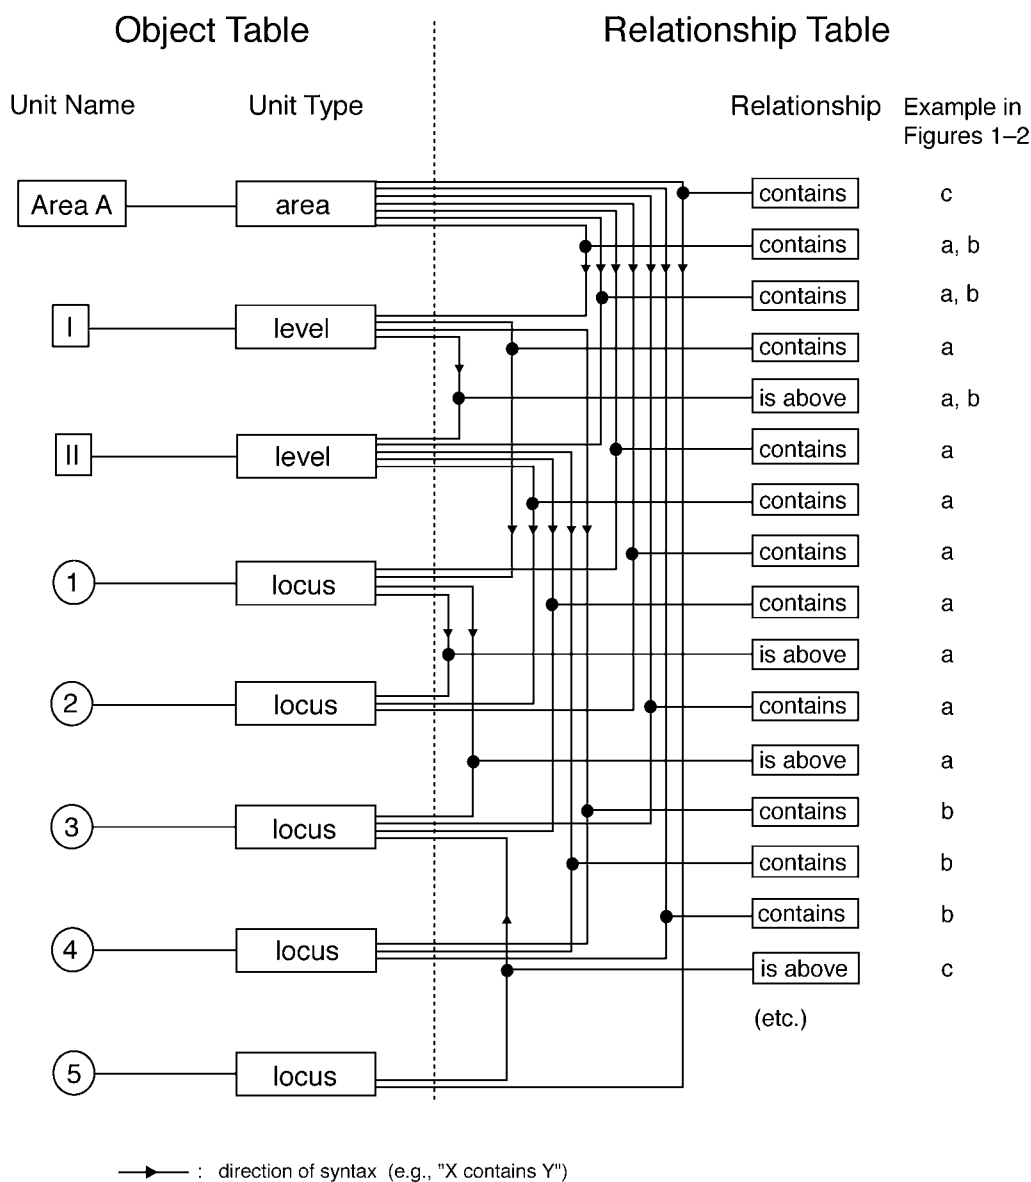 Object Table
Relationship Table
Unit Name
Unit Type
Relationship
Example in
Figures 1–2
Area A
area
contains
c
contains
a, b
contains
a, b
I
level
contains
a
is above
a, b
II
level
contains
a
contains
a
contains
a
1
locus
contains
a
is above
a
2
locus
contains
a
is above
a
3
locus
contains
b
contains
b
contains
b
4
locus
is above
c
(etc.)
5
locus
: direction of syntax (e.g., "X contains Y")